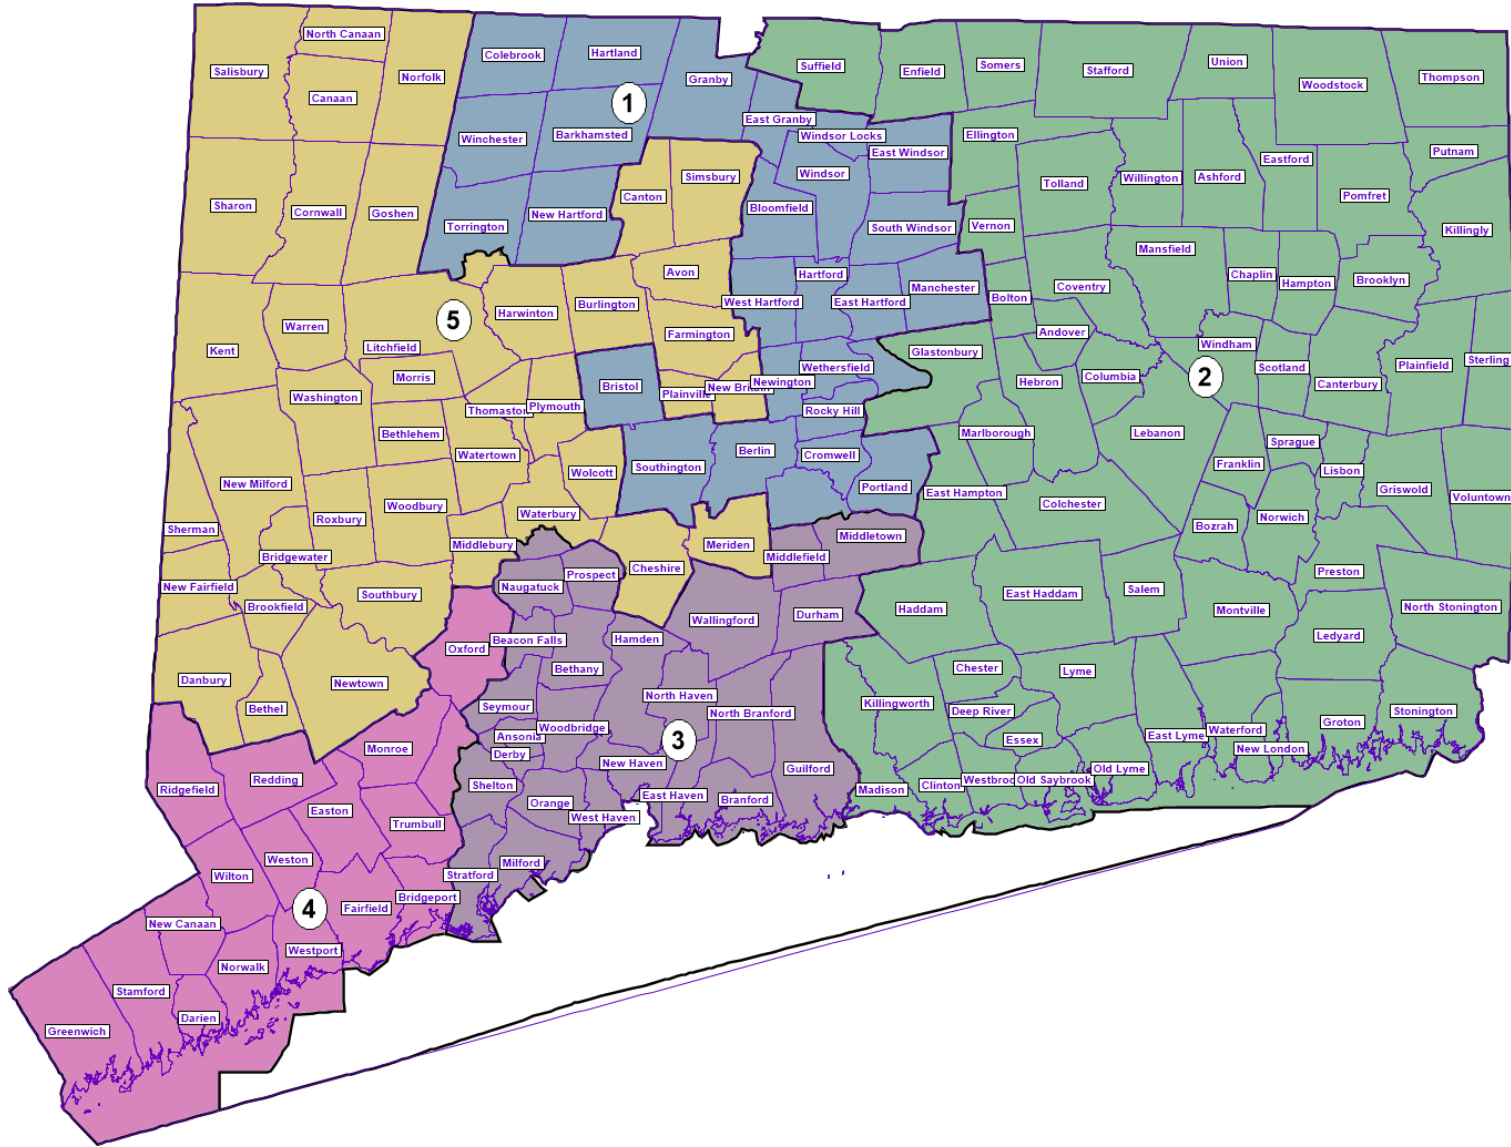 North Canaan
Colebrook
Hartland
Salisbury
Norfolk
Granby
Suffield
Enfield
Somers
Stafford
Union
Woodstock
Thompson
Canaan
1
Winchester
Barkhamsted
East Granby
Windsor Locks
East Windsor
Ellington
Eastford
Putnam
Canton
Simsbury
Windsor
Tolland
Willington
Ashford
Pomfret
Sharon
Cornwall
Goshen
Torrington
New Hartford
Bloomfield
South Windsor
Vernon
Mansfield
Killingly
Avon
Hartford
Manchester
Bolton
Coventry
Chaplin
Hampton
Brooklyn
Warren
5
Harwinton
Burlington
West Hartford
East Hartford
Farmington
Andover
Windham
Kent
Litchfield
Morris
Bristol
Plainville
New Britain
Newington
Wethersfield
Glastonbury
Hebron
Columbia
2
Scotland
Canterbury
Plainfield
Sterling
Washington
Thomaston
Plymouth
Rocky Hill
Bethlehem
Watertown
Wolcott
Southington
Berlin
Cromwell
Marlborough
Lebanon
Sprague
Franklin
Lisbon
New Milford
Woodbury
Portland
East Hampton
Colchester
Griswold
Voluntown
Roxbury
Waterbury
Bozrah
Norwich
Sherman
Bridgewater
Middlebury
Cheshire
Meriden
Middlefield
Middletown
New Fairfield
Brookfield
Southbury
Naugatuck
Prospect
Wallingford
Durham
Haddam
East Haddam
Salem
Montville
Preston
North Stonington
Oxford
Beacon Falls
Hamden
Bethany
Ledyard
Danbury
Bethel
Newtown
Seymour
North Haven
North Branford
Killingworth
Chester
Lyme
Deep River
Monroe
Ansonia
Woodbridge
Derby
3
Essex
East Lyme
Waterford
New London
Groton
Stonington
Ridgefield
Redding
Shelton
New Haven
Guilford
Madison
Clinton
Westbrook
Old Saybrook
Old Lyme
Easton
Trumbull
Orange
East Haven
Branford
West Haven
Weston
Wilton
Stratford
Milford
4
Fairfield
Bridgeport
New Canaan
Westport
Norwalk
Stamford
Darien
Greenwich